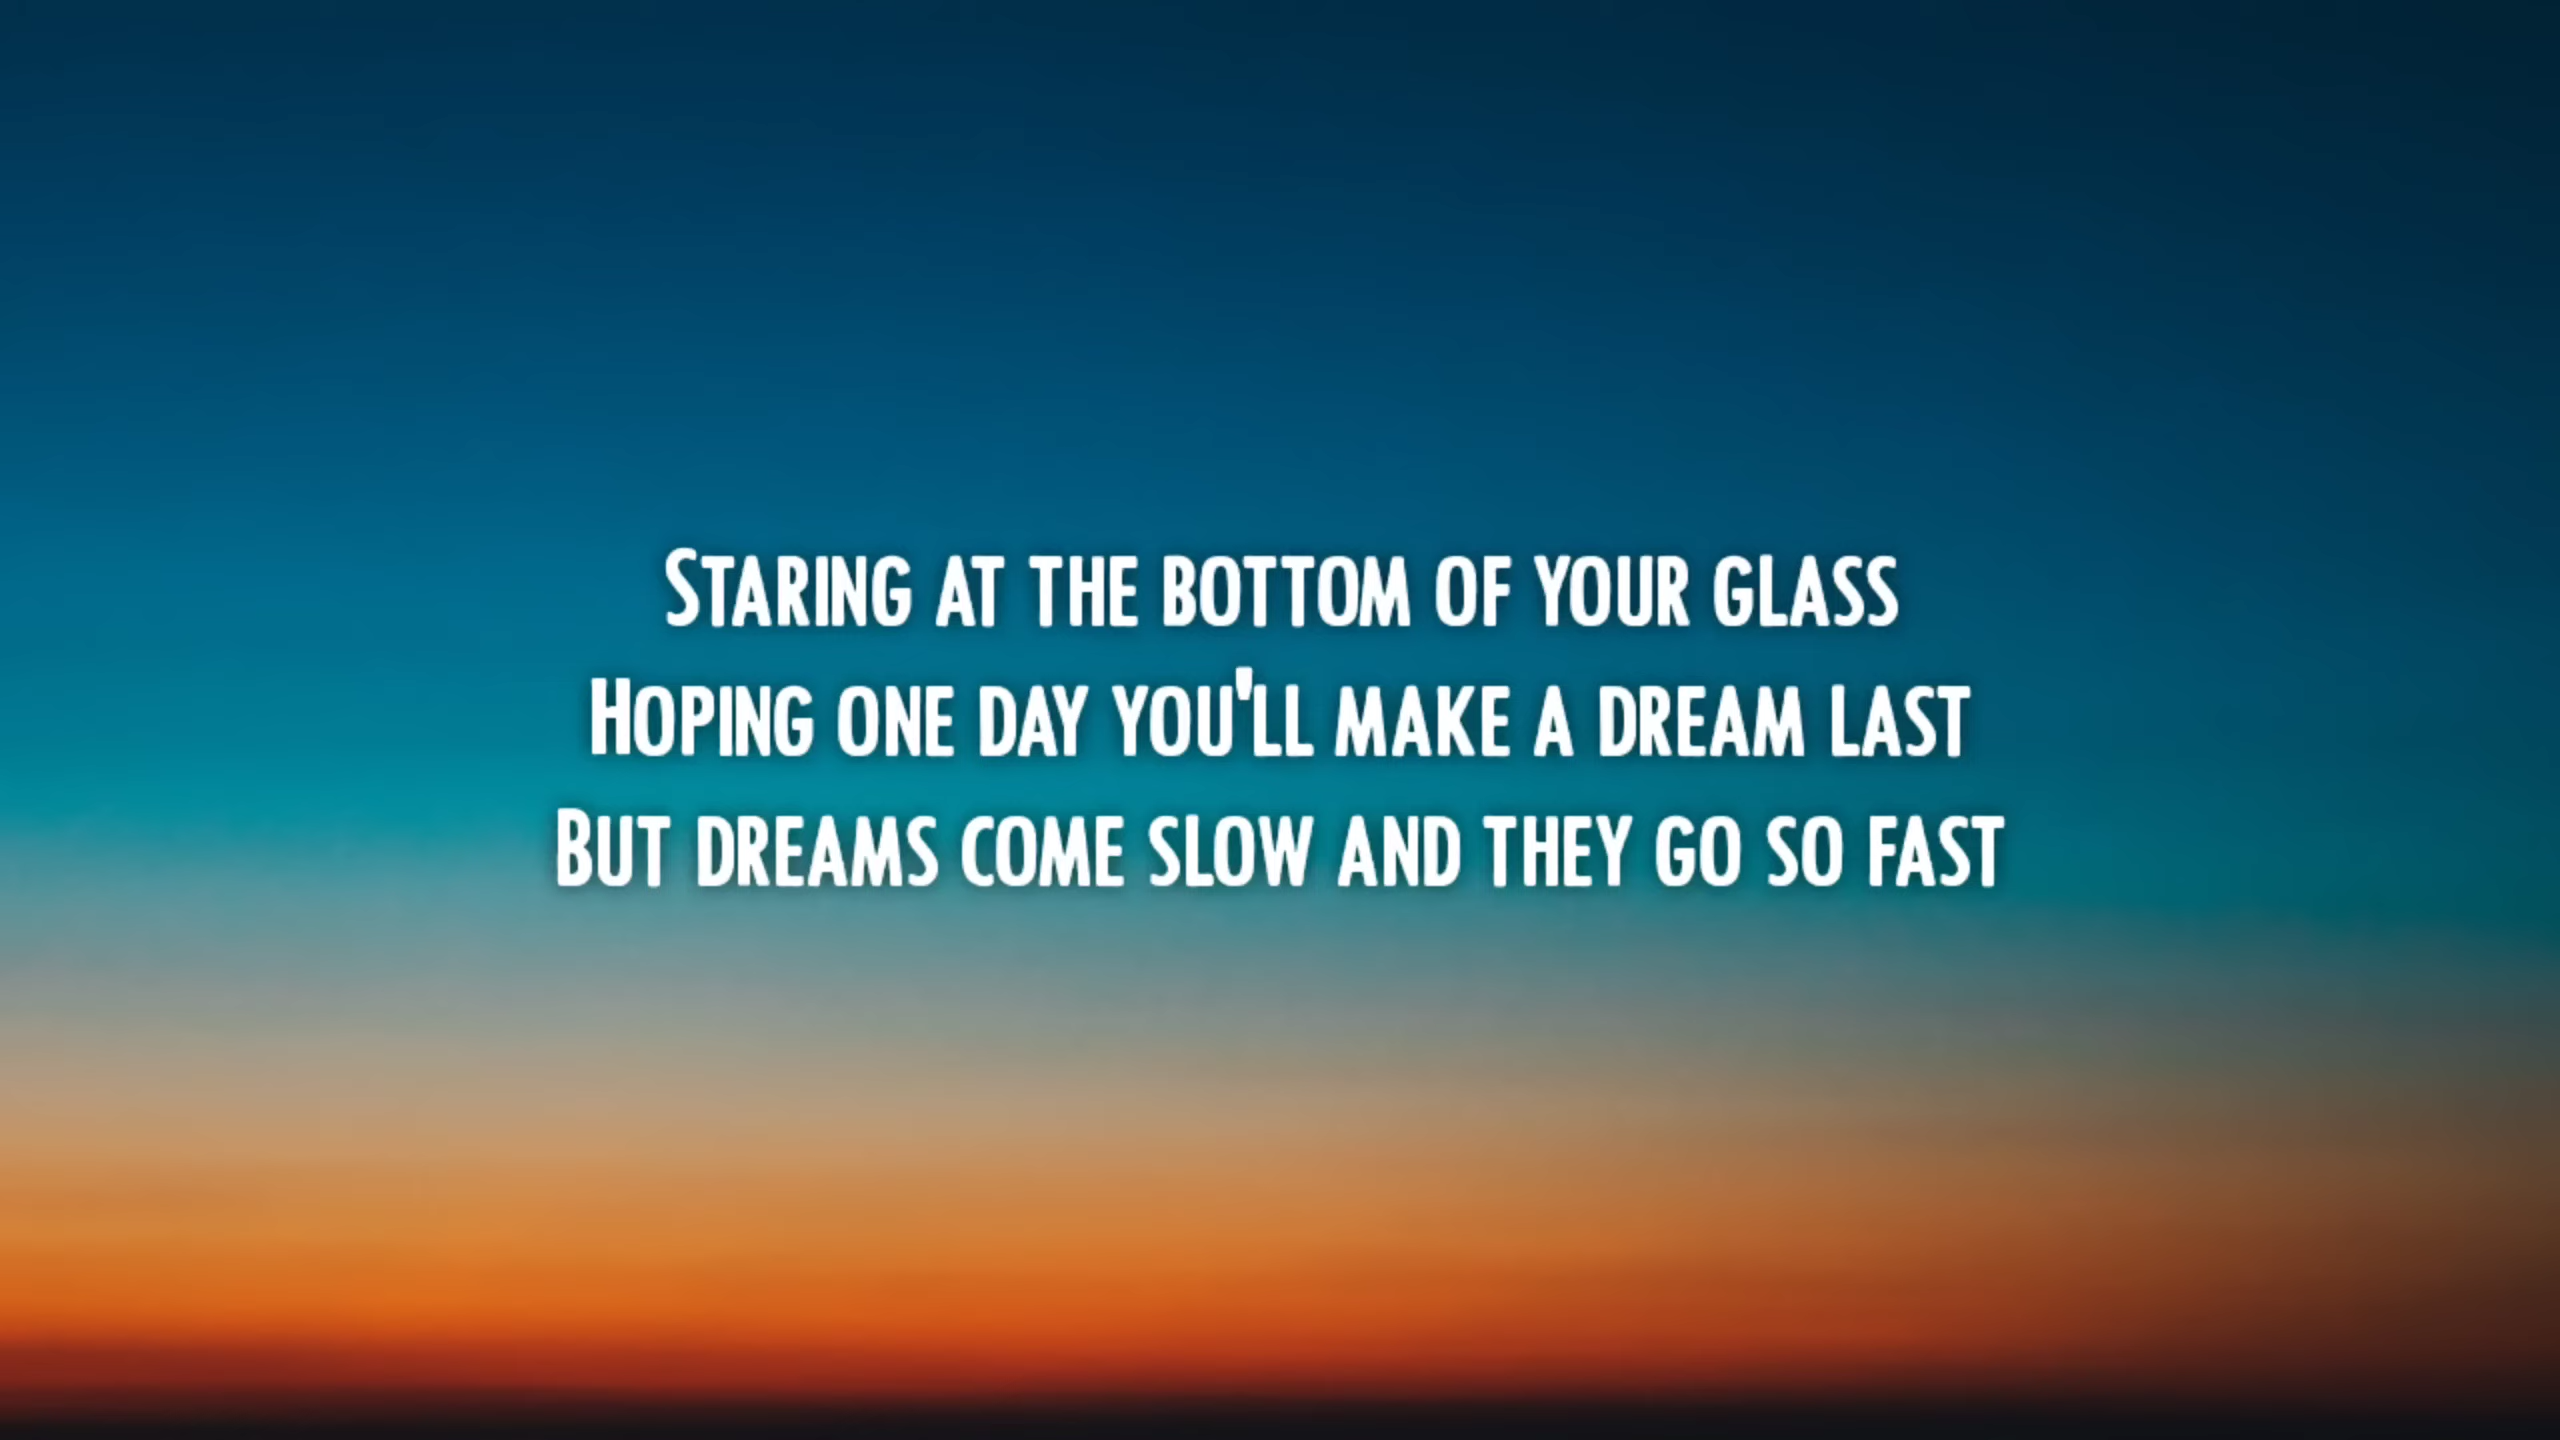 Staring at the bottom of your glass
Hoping one day you'll make a dream last
But dreams come slow and they go so fast